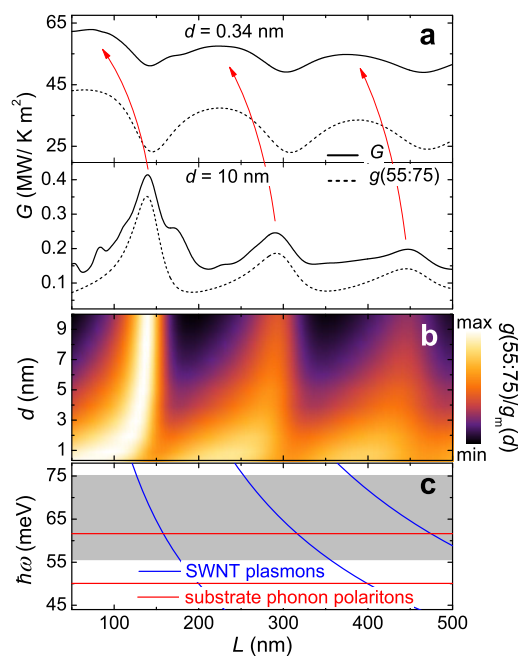 65
45
25
d = 0.34 nm
a
G
g(55:75)
G (MW/ K m²)
0.4
0.3
0.2
0.1
d = 10 nm
9
7
5
3
1
d (nm)
b
max
min
g(55:75)/gₘ(d)
75
65
55
45
ħω (meV)
c
SWNT plasmons
substrate phonon polaritons
100
200
300
400
500
L (nm)